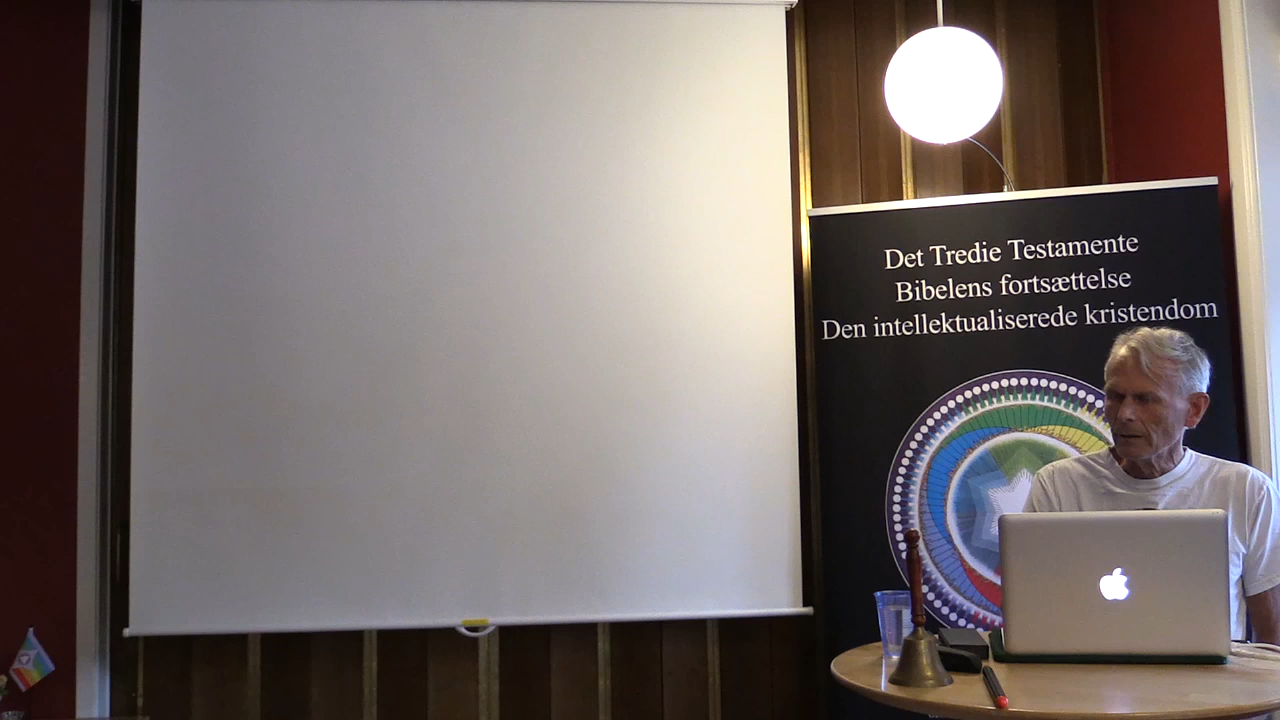 Det Tredie Testamente
Bibelens fortsættelse
Den intellektualiserede kristendom